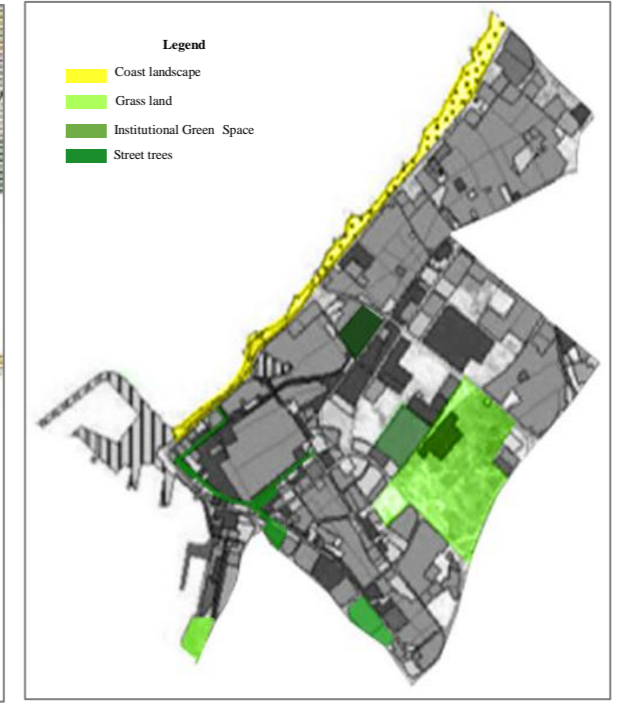 Legend
Coast landscape
Grass land
Institutional Green Space
Street trees